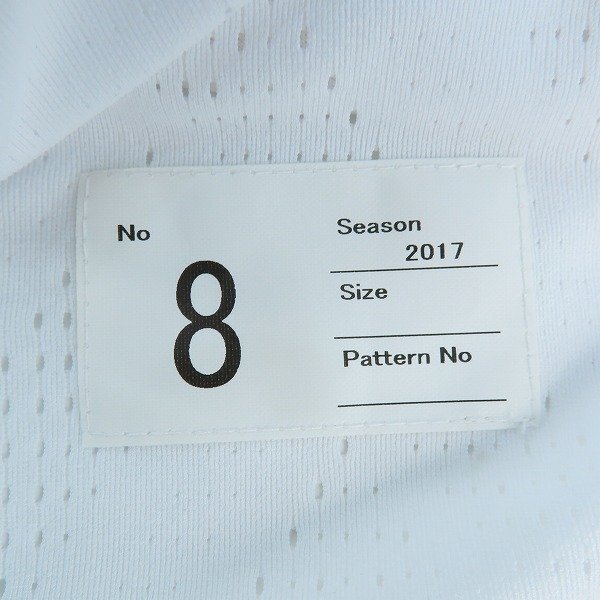 No
8
Season
2017
Size
Pattern No